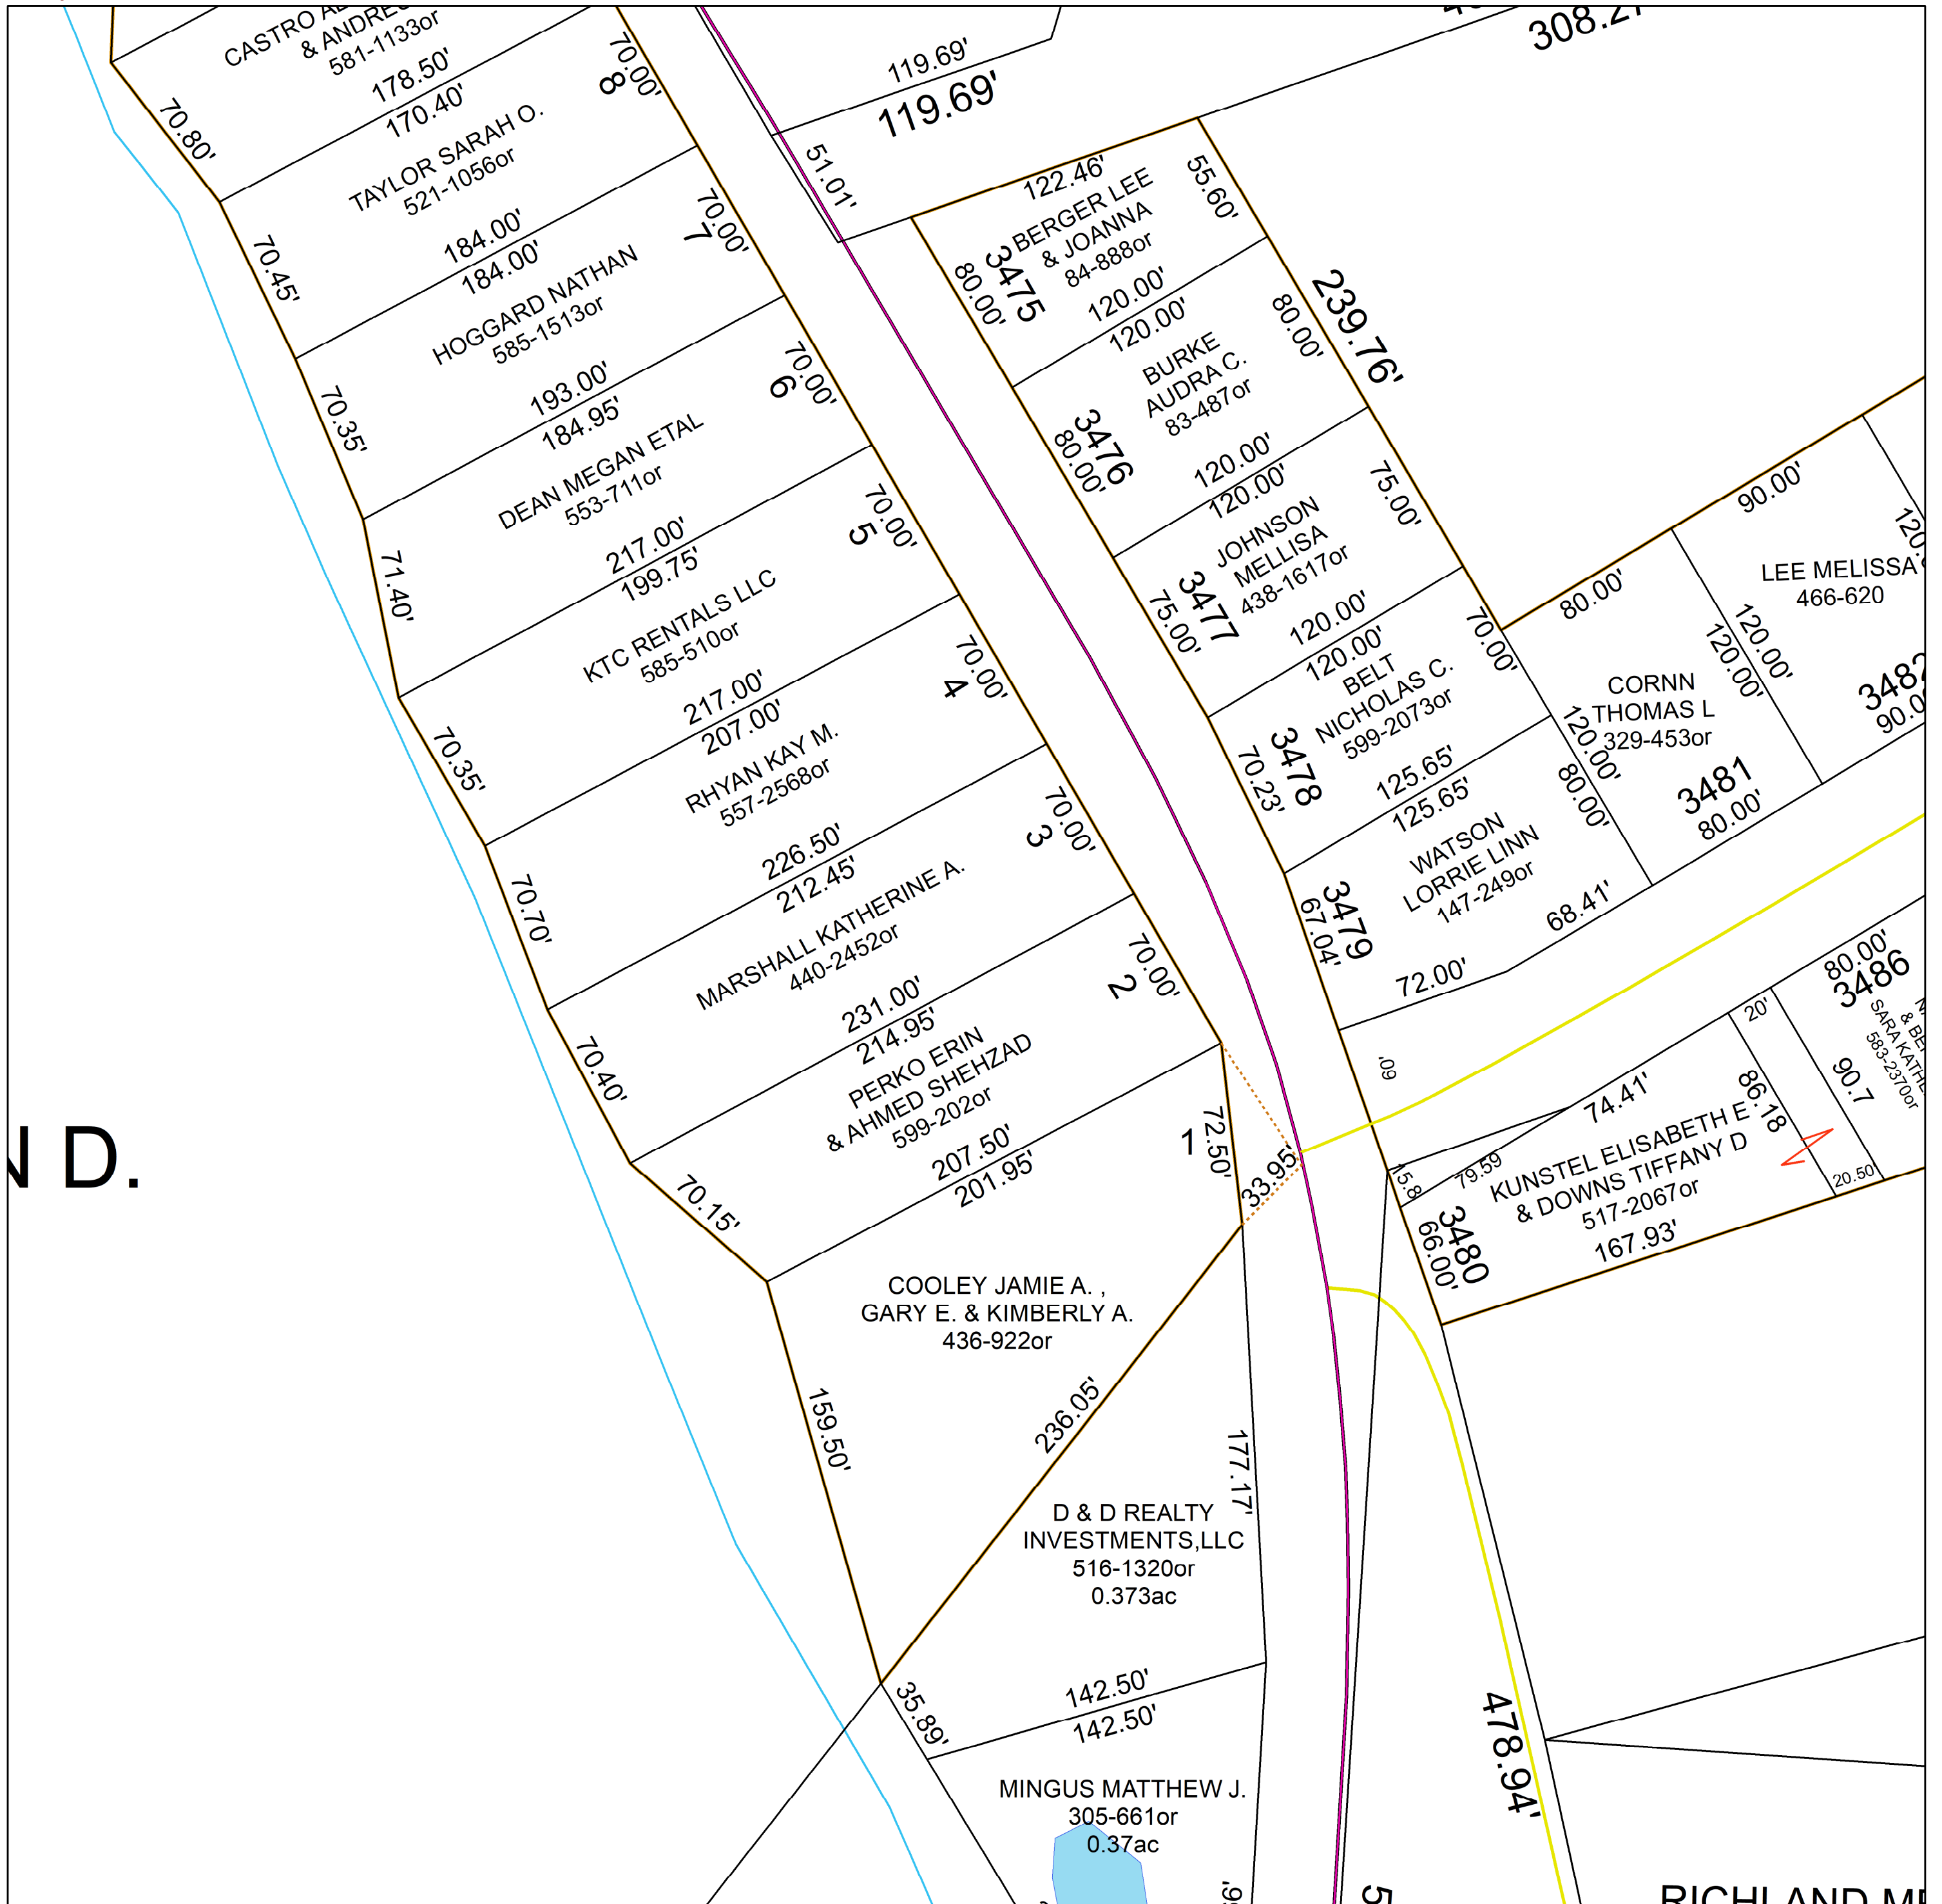 & ANDRE
581-1133or
178.50'
170.40'
TAYLOR SARAH O.
521-1056or
70.80'
70.00'
8
184.00'
184.00'
HOGGARD NATHAN
585-1513or
70.45'
70.00'
7
193.00'
184.95'
DEAN MEGAN ETAL
553-711or
70.35'
70.00'
6
217.00'
199.75'
KTC RENTALS LLC
585-510or
71.40'
70.00'
5
217.00'
207.00'
RHYAN KAY M.
557-2568or
70.35'
70.00'
4
226.50'
212.45'
MARSHALL KATHERINE A.
440-2452or
70.70'
70.00'
3
231.00'
214.95'
PERKO ERIN
& AHMED SHEHZAD
599-202or
70.40'
70.00'
2
207.50'
201.95'
70.15'
72.50'
1
33.95'
COOLEY JAMIE A. ,
GARY E. & KIMBERLY A.
436-922or
159.50'
236.05'
177.17'
D & D REALTY
INVESTMENTS,LLC
516-1320or
0.373ac
142.50'
142.50'
35.89'
MINGUS MATTHEW J.
305-661or
0.37ac
D.
119.69'
119.69'
51.01'
122.46'
BERGER LEE
& JOANNA
84-888or
3475
80.00'
55.60'
120.00'
120.00'
BURKE
AUDRA C.
83-487or
3476
80.00'
80.00'
239.76'
120.00'
120.00'
JOHNSON
MELLISA
438-1617or
3477
75.00'
75.00'
120.00'
120.00'
BELT
NICHOLAS C.
599-2073or
3478
70.23'
70.00'
125.65'
125.65'
WATSON
LORRIE LINN
147-249or
3479
67.04'
80.00'
72.00'
68.41'
60'
80.00'
90.00'
CORNN
THOMAS L
329-453or
3481
80.00'
120.00'
120.00'
120.00'
LEE MELISSA
466-620
3482
80.00'
3486
20'
90.7
86.18
20.50'
583-2370or
74.41'
79.59
15.8
KUNSTEL ELISABETH E
& DOWNS TIFFANY D
517-2067or
3480
66.00'
167.93'
478.94'